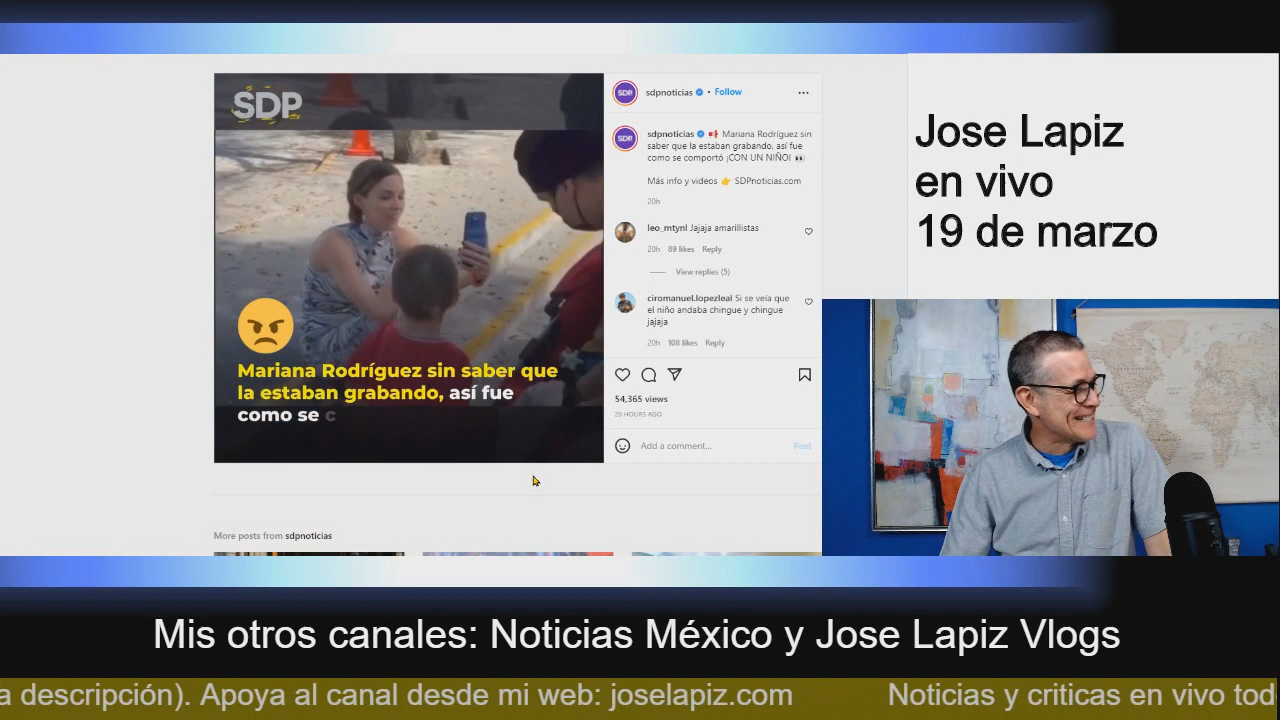 SDP
Mariana Rodríguez sin saber que
la estaban grabando, así fue
como se c
SDP
sdpnoticias • Follow
SDP
sdpnoticias Mariana Rodríguez sin
saber que la estaban grabando, así fue
como se comportó ¡CON UN NIÑO! 👀
Más info y videos 👉 SDPnoticias.com
20h
leo_mtynl Jajaja amarillistas
20h 89 likes Reply
View replies (5)
ciromanuel.lopezleal Si se veía que
el niño andaba chingue y chingue
jajaja
20h 108 likes Reply
54,365 views
20 HOURS AGO
Add a comment... Post
More posts from sdpnoticias
Jose Lapiz
en vivo
19 de marzo
Mis otros canales: Noticias México y Jose Lapiz Vlogs
a descripción). Apoya al canal desde mi web: joselapiz.com Noticias y criticas en vivo tod